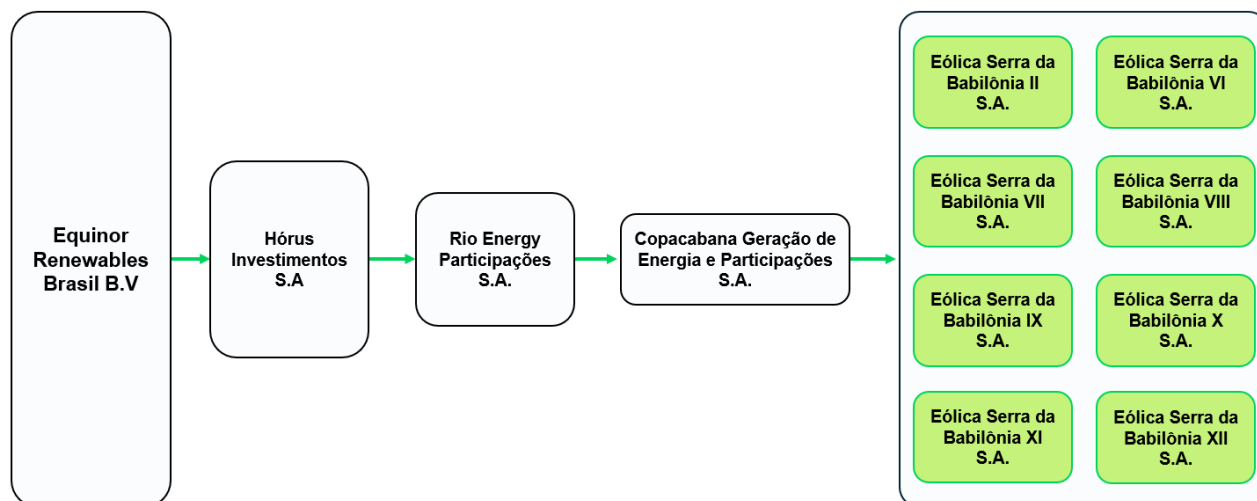 Equinor
Renewables
Brasil B.V
Hórus
Investimentos
S.A
Rio Energy
Participações
S.A.
Copacabana Geração de
Energia e Participações
S.A.
Eólica Serra da
Babilônia II
S.A.
Eólica Serra da
Babilônia VI
S.A.
Eólica Serra da
Babilônia VII
S.A.
Eólica Serra da
Babilônia VIII
S.A.
Eólica Serra da
Babilônia IX
S.A.
Eólica Serra da
Babilônia X
S.A.
Eólica Serra da
Babilônia XI
S.A.
Eólica Serra da
Babilônia XII
S.A.